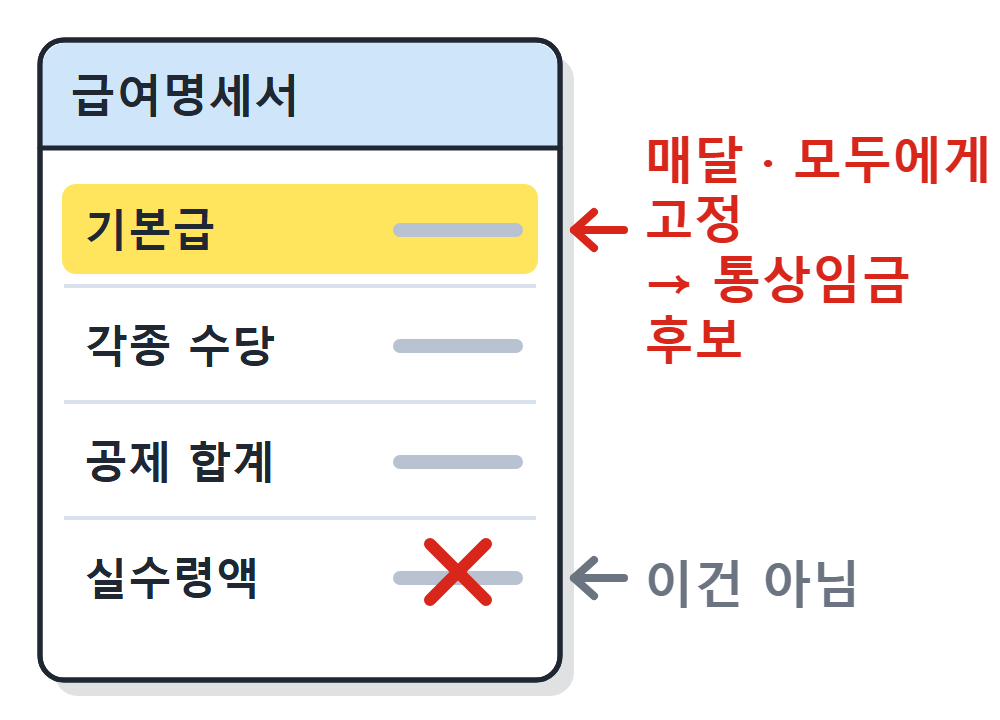 급여명세서
기본급
매달 · 모두에게
고정
→ 통상임금
후보
각종 수당
공제 합계
실수령액
이건 아님